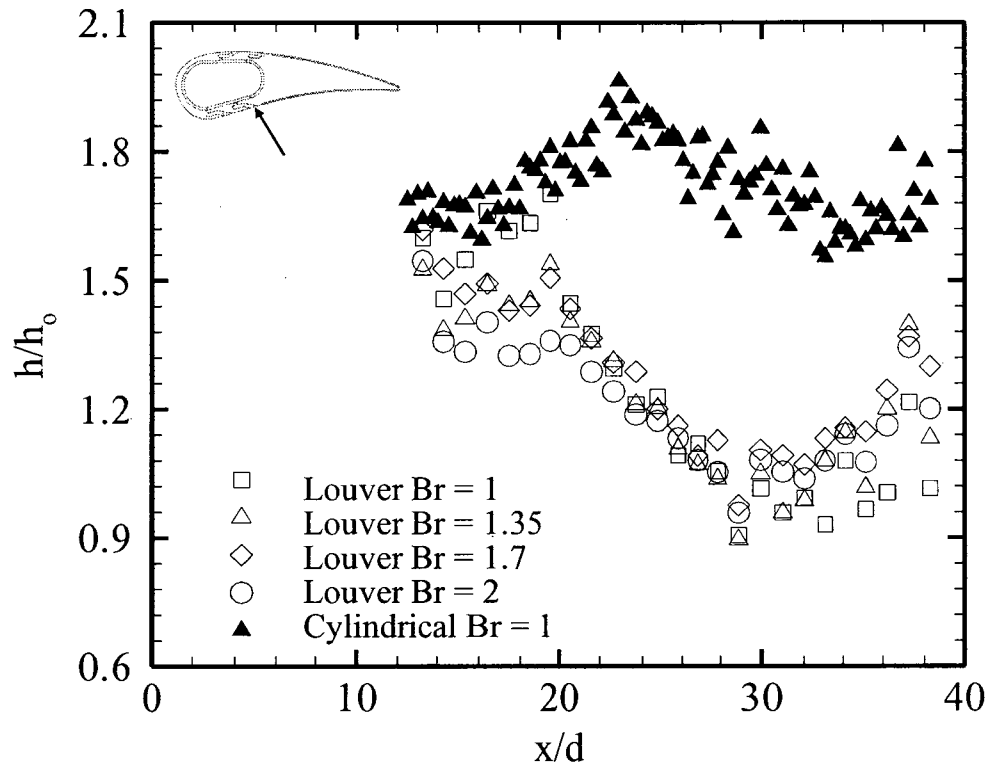 2.1
1.8
1.5
1.2
0.9
0.6
h/hₒ
Louver Br = 1
Louver Br = 1.35
Louver Br = 1.7
Louver Br = 2
Cylindrical Br = 1
0 10 20 30 40
x/d